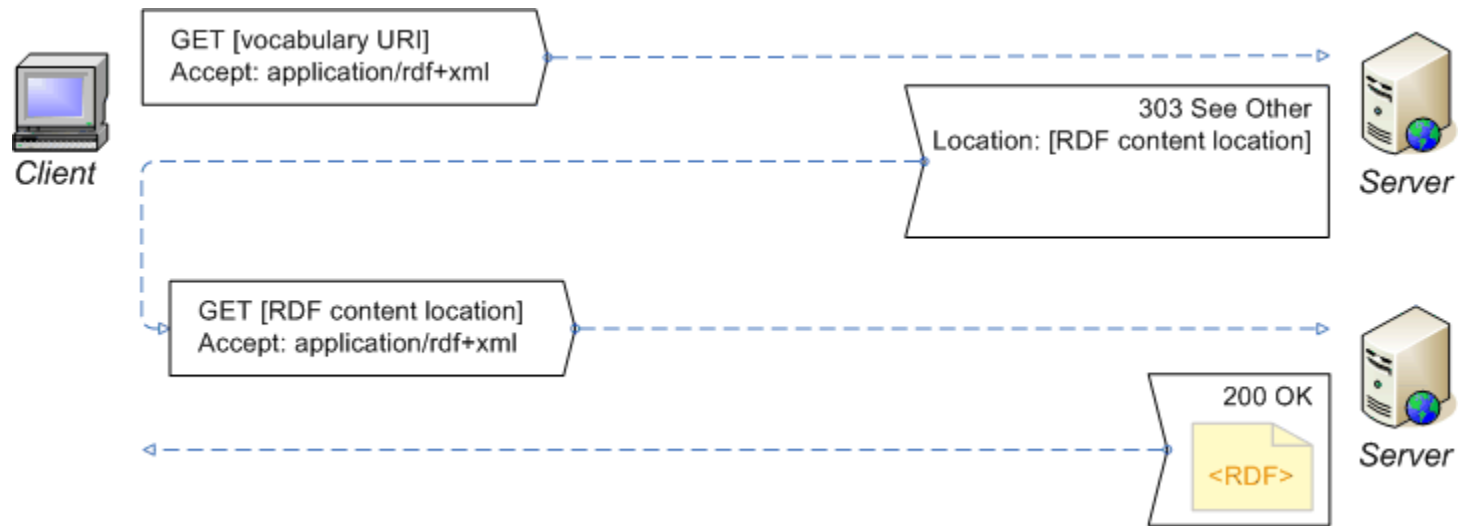 GET [vocabulary URI]
Accept: application/rdf+xml
Client
303 See Other
Location: [RDF content location]
Server
GET [RDF content location]
Accept: application/rdf+xml
200 OK
<RDF>
Server